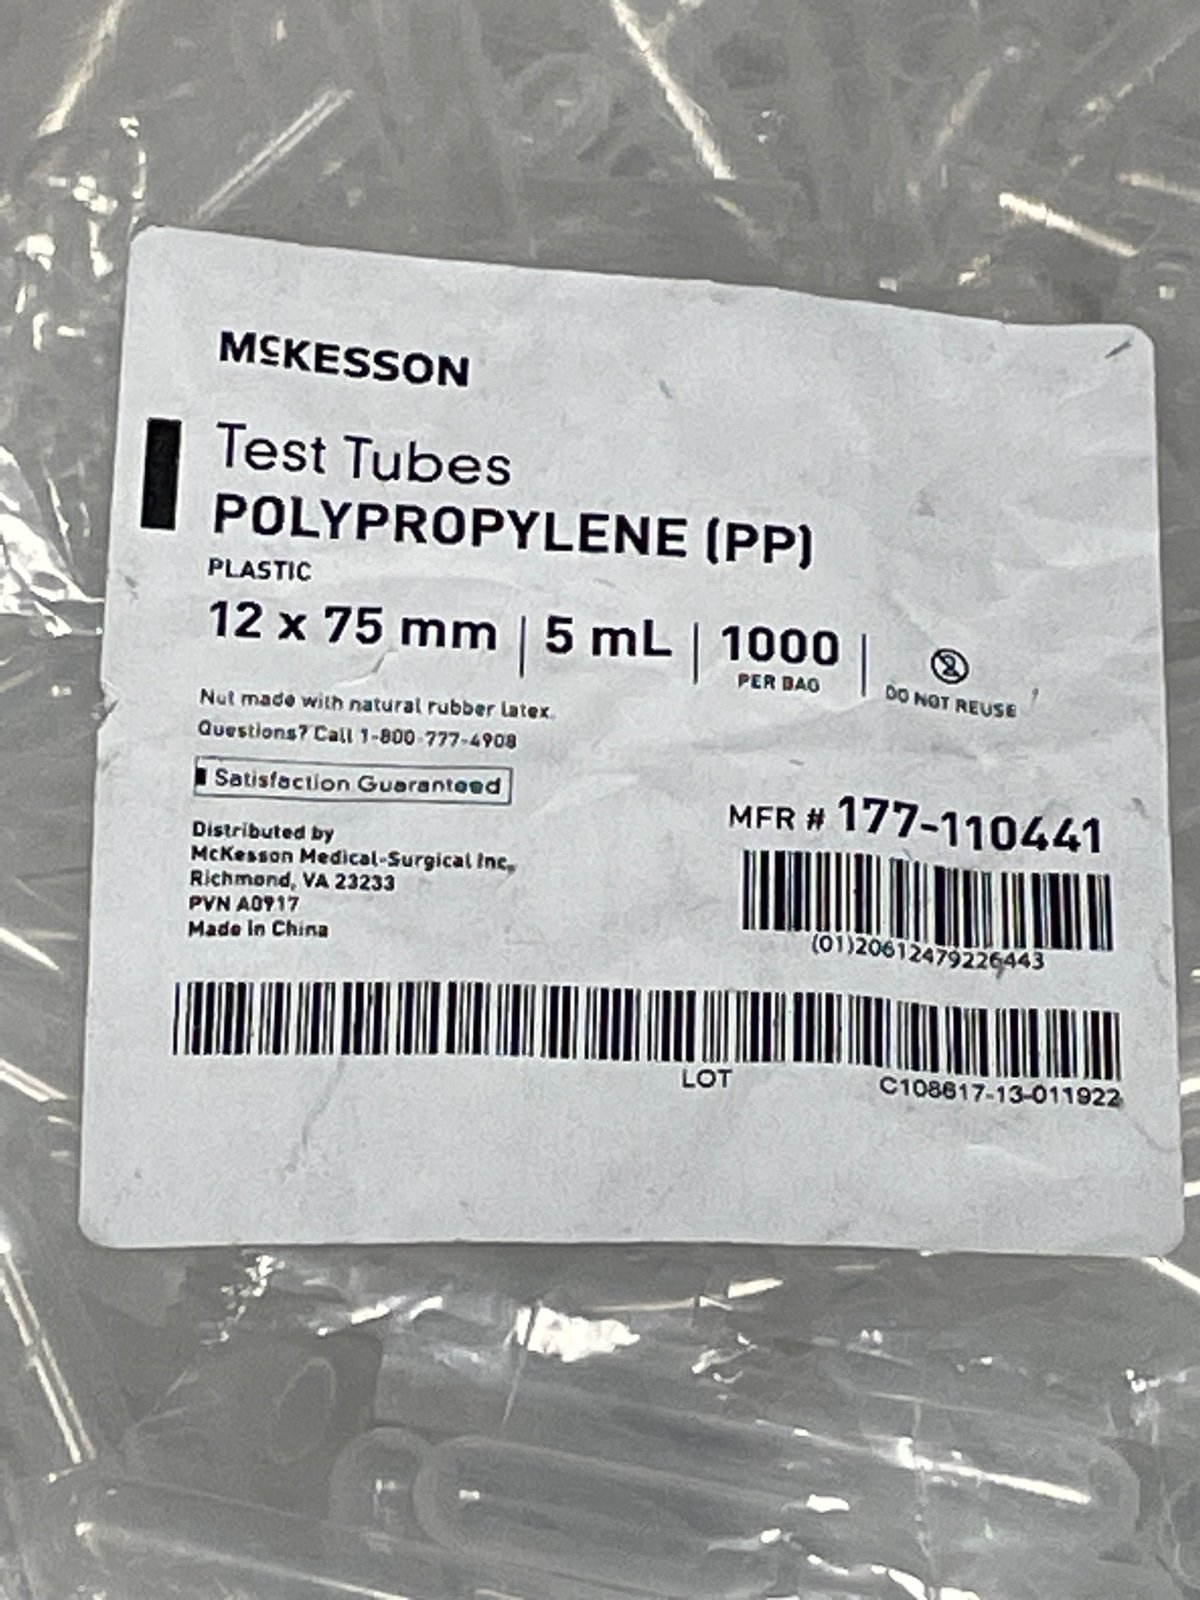 McKESSON
Test Tubes
POLYPROPYLENE (PP)
PLASTIC
12 x 75 mm | 5 mL | 1000 PER BAG | DO NOT REUSE
Not made with natural rubber latex.
Questions? Call 1-800-777-4908
Satisfaction Guaranteed
Distributed by
McKesson Medical-Surgical Inc.
Richmond, VA 23233
PVN A0917
Made in China
MFR # 177-110441
(01)20612479226443
LOT C108617-13-011922